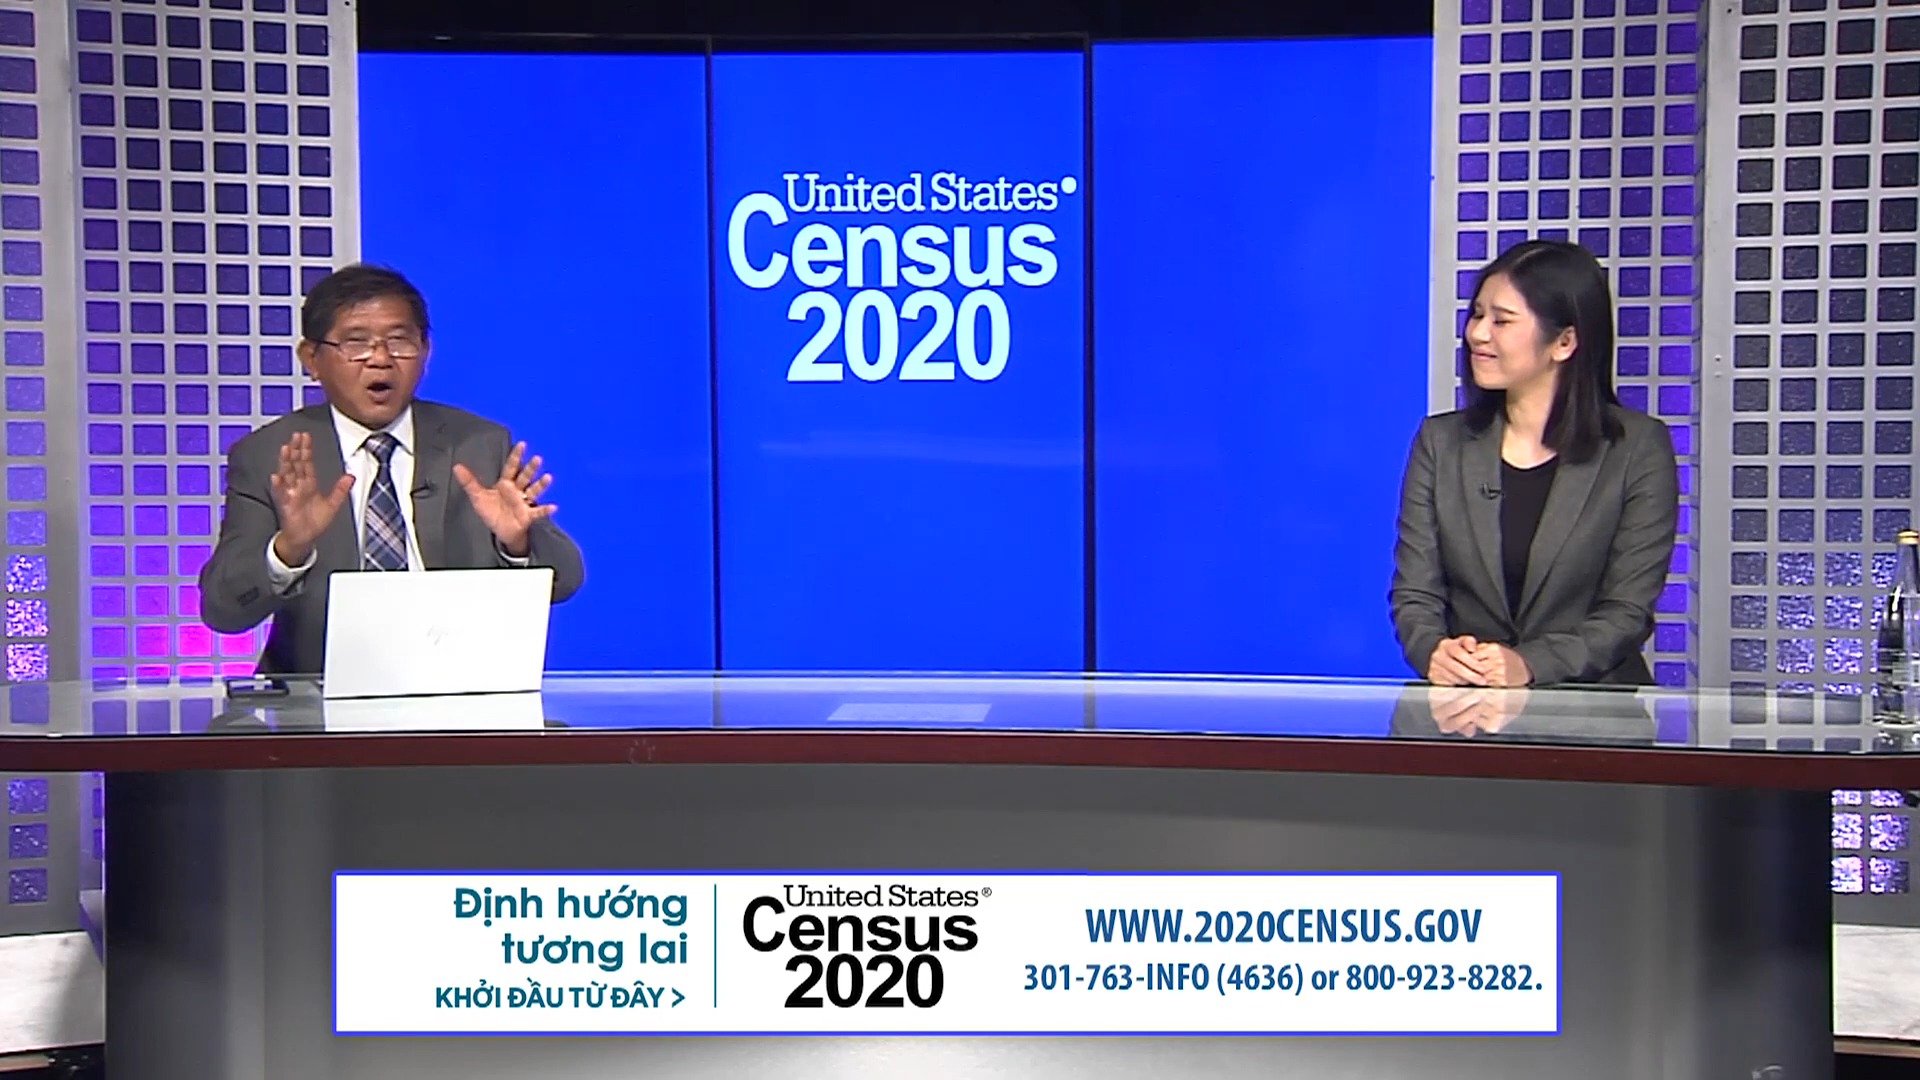 United States
Census
2020
Định hướng
tương lai
KHỞI ĐẦU TỪ ĐÂY >
United States®
Census
2020
WWW.2020CENSUS.GOV
301-763-INFO (4636) or 800-923-8282.